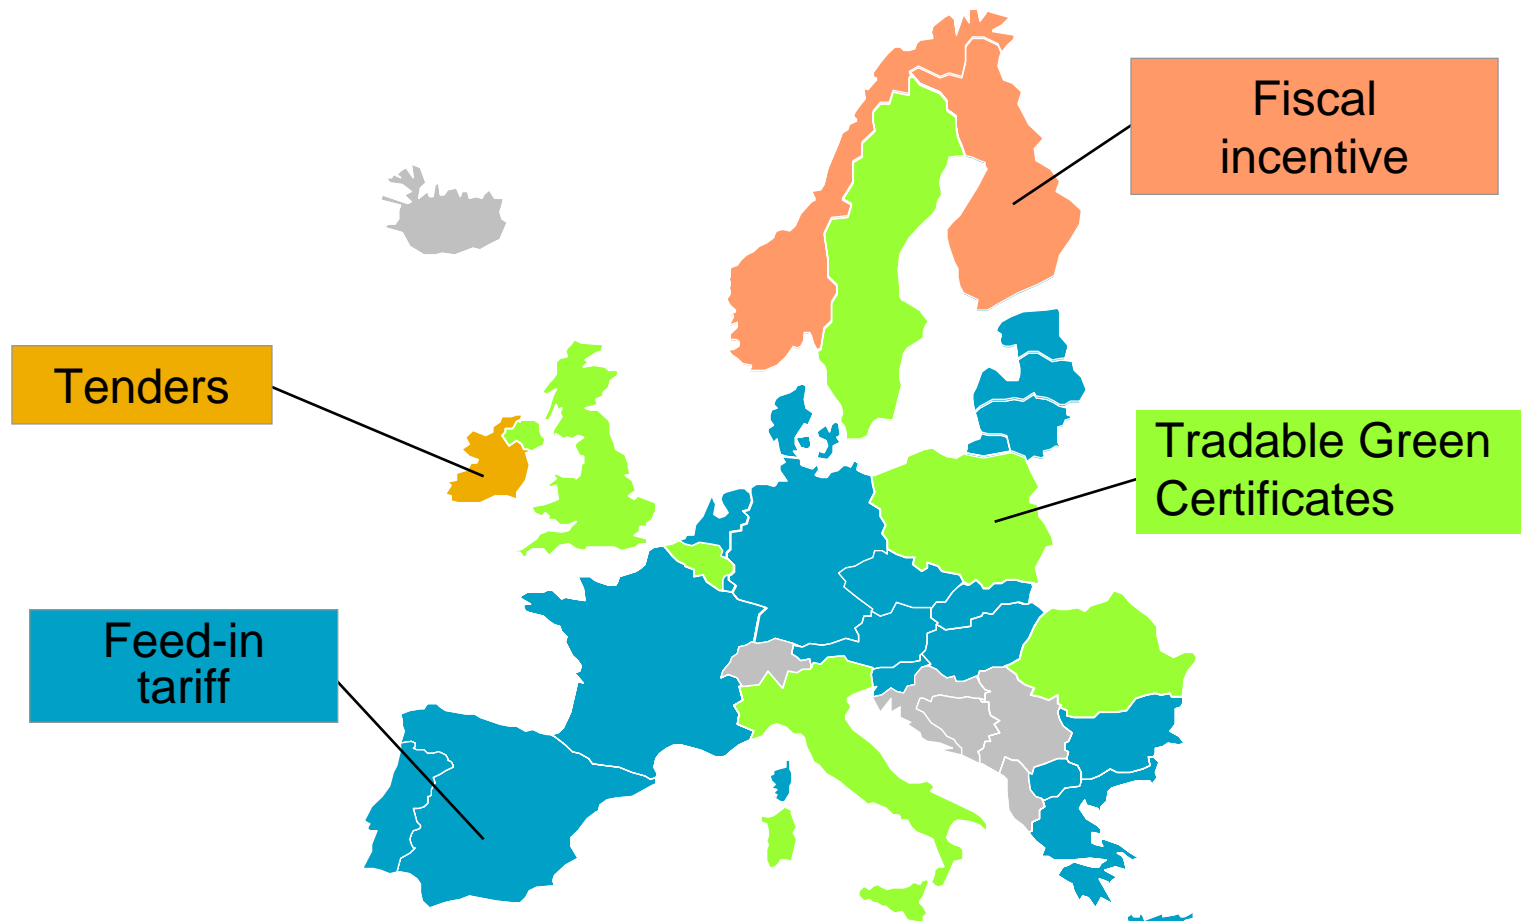 Fiscal
incentive
Tenders
Tradable Green
Certificates
Feed-in
tariff